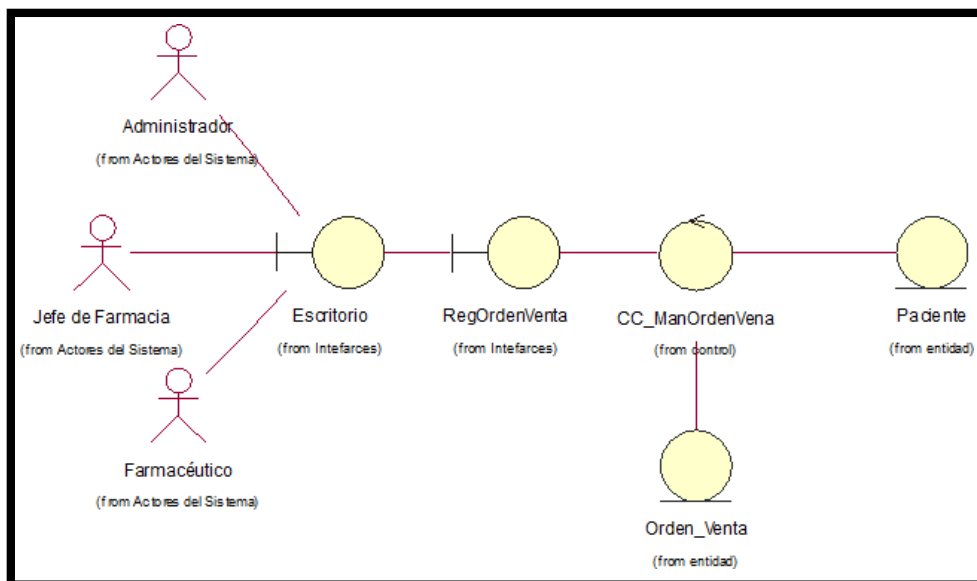 Administrador
(from Actores del Sistema)
Jefe de Farmacia
(from Actores del Sistema)
Escritorio
(from Intefarces)
RegOrdenVenta
(from Intefarces)
CC_ManOrdenVena
(from control)
Paciente
(from entidad)
Farmacéutico
(from Actores del Sistema)
Orden_Venta
(from entidad)